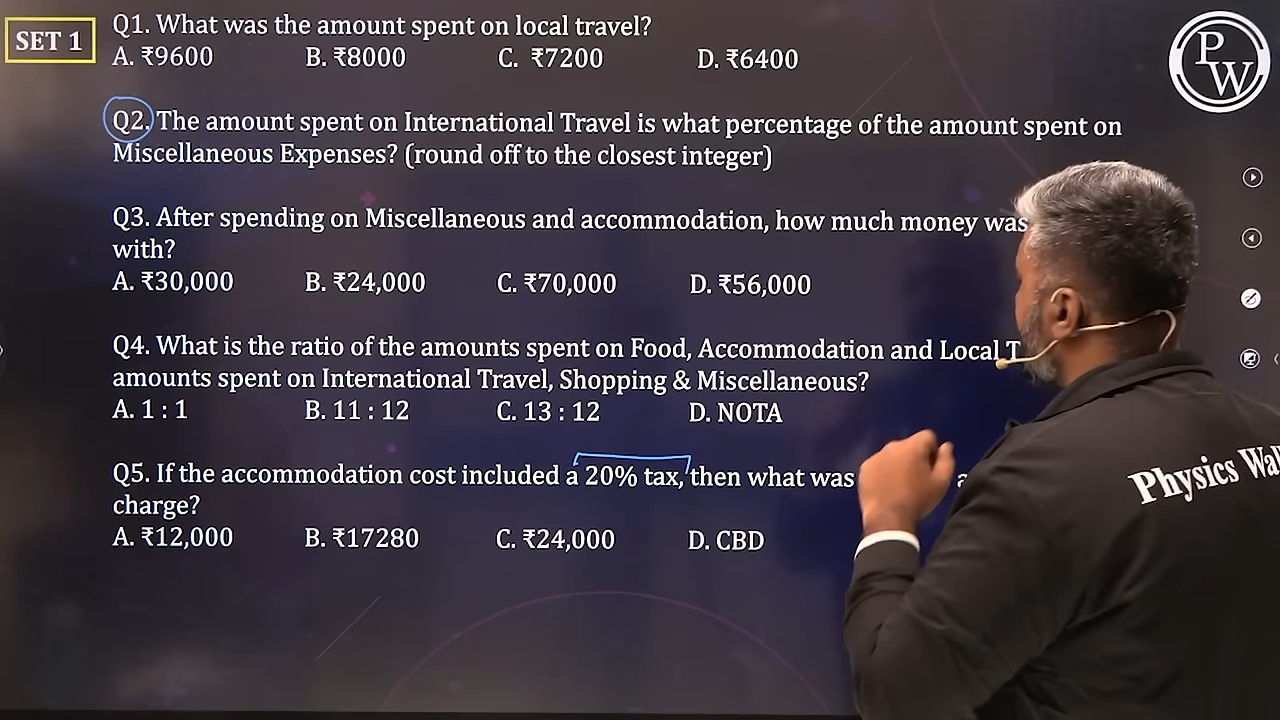 SET 1
Q1. What was the amount spent on local travel?
A. ₹9600 B. ₹8000 C. ₹7200 D. ₹6400
Q2. The amount spent on International Travel is what percentage of the amount spent on
Miscellaneous Expenses? (round off to the closest integer)
Q3. After spending on Miscellaneous and accommodation, how much money was
with?
A. ₹30,000 B. ₹24,000 C. ₹70,000 D. ₹56,000
Q4. What is the ratio of the amounts spent on Food, Accommodation and Local
amounts spent on International Travel, Shopping & Miscellaneous?
A. 1 : 1 B. 11 : 12 C. 13 : 12 D. NOTA
Q5. If the accommodation cost included a 20% tax, then what was
charge?
A. ₹12,000 B. ₹17280 C. ₹24,000 D. CBD
PW
Physics